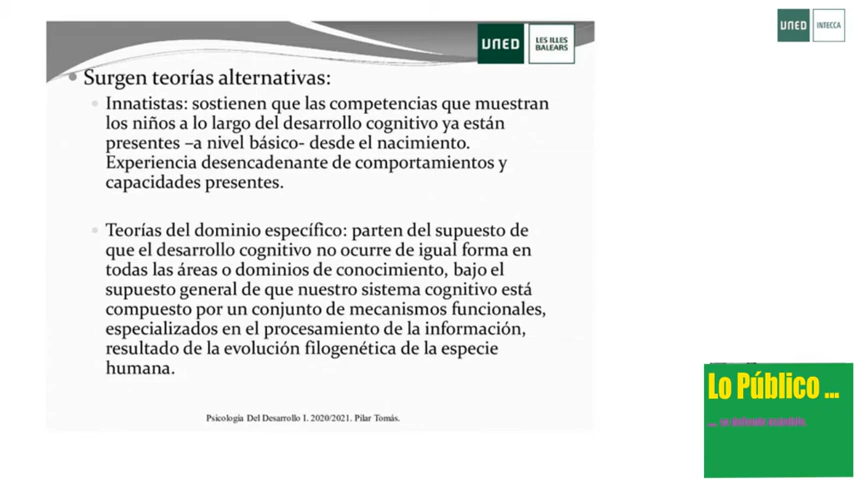 UNED
LES ILLES
BALEARS
UNED
INTECCA
Surgen teorías alternativas:
Innatistas: sostienen que las competencias que muestran
los niños a lo largo del desarrollo cognitivo ya están
presentes –a nivel básico- desde el nacimiento.
Experiencia desencadenante de comportamientos y
capacidades presentes.
Teorías del dominio específico: parten del supuesto de
que el desarrollo cognitivo no ocurre de igual forma en
todas las áreas o dominios de conocimiento, bajo el
supuesto general de que nuestro sistema cognitivo está
compuesto por un conjunto de mecanismos funcionales,
especializados en el procesamiento de la información,
resultado de la evolución filogenética de la especie
humana.
Lo Público ...
Psicología Del Desarrollo I. 2020/2021. Pilar Tomás.